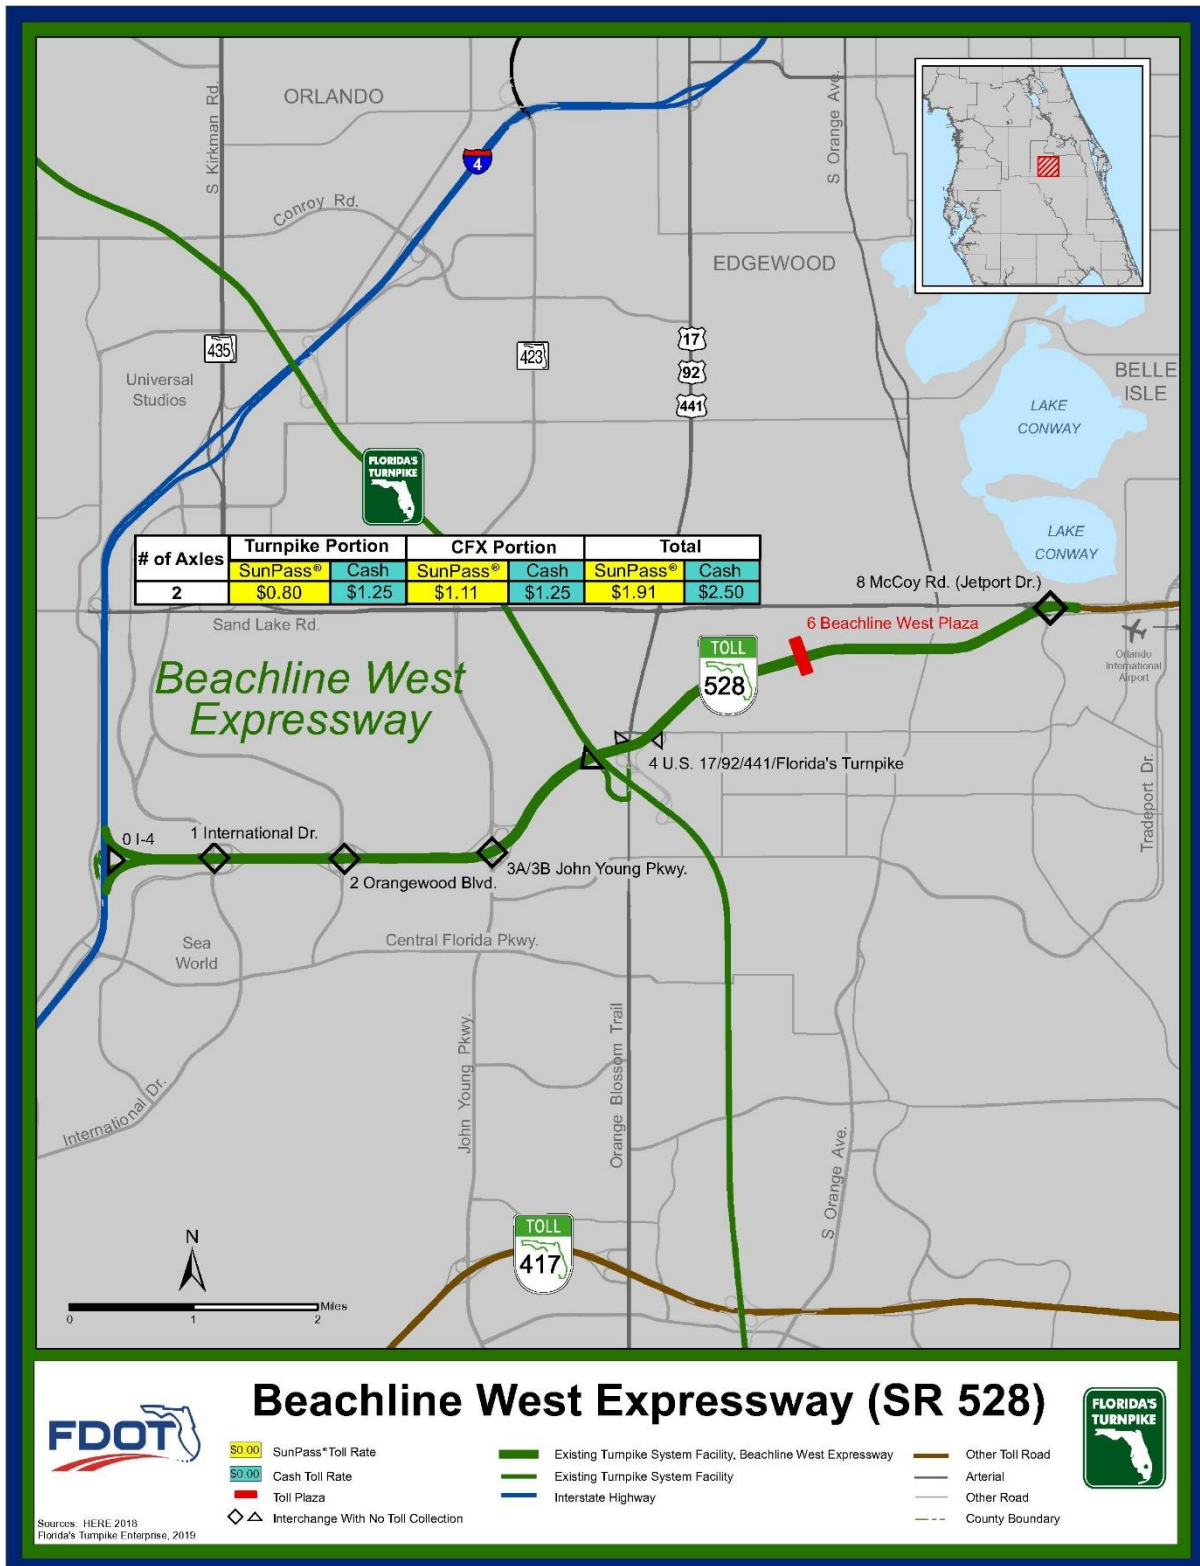 ORLANDO
S Kirkman Rd.
S Orange Ave.
4
Conroy Rd.
EDGEWOOD
17
435
423
92
BELLE
ISLE
Universal
Studios
441
LAKE
CONWAY
FLORIDA'S
TURNPIKE
LAKE
CONWAY
# of Axles Turnpike Portion CFX Portion Total
SunPass® Cash SunPass® Cash SunPass® Cash
2 $0.80 $1.25 $1.11 $1.25 $1.91 $2.50
8 McCoy Rd. (Jetport Dr.)
Sand Lake Rd.
6 Beachline West Plaza
TOLL
528
Orlando
International
Airport
Beachline West
Expressway
4 U.S. 17/92/441/Florida's Turnpike
Tradeport Dr.
0 I-4
1 International Dr.
2 Orangewood Blvd.
3A/3B John Young Pkwy.
Sea
World
Central Florida Pkwy.
John Young Pkwy.
Orange Blossom Trail
International Dr.
S Orange Ave.
TOLL
417
N
Miles
0 1 2
Beachline West Expressway (SR 528)
FDOT
FLORIDA'S
TURNPIKE
$0.00 SunPass® Toll Rate
$0.00 Cash Toll Rate
Toll Plaza
Interchange With No Toll Collection
Existing Turnpike System Facility, Beachline West Expressway
Existing Turnpike System Facility
Interstate Highway
Other Toll Road
Arterial
Other Road
County Boundary
Sources: HERE 2018
Florida's Turnpike Enterprise, 2019